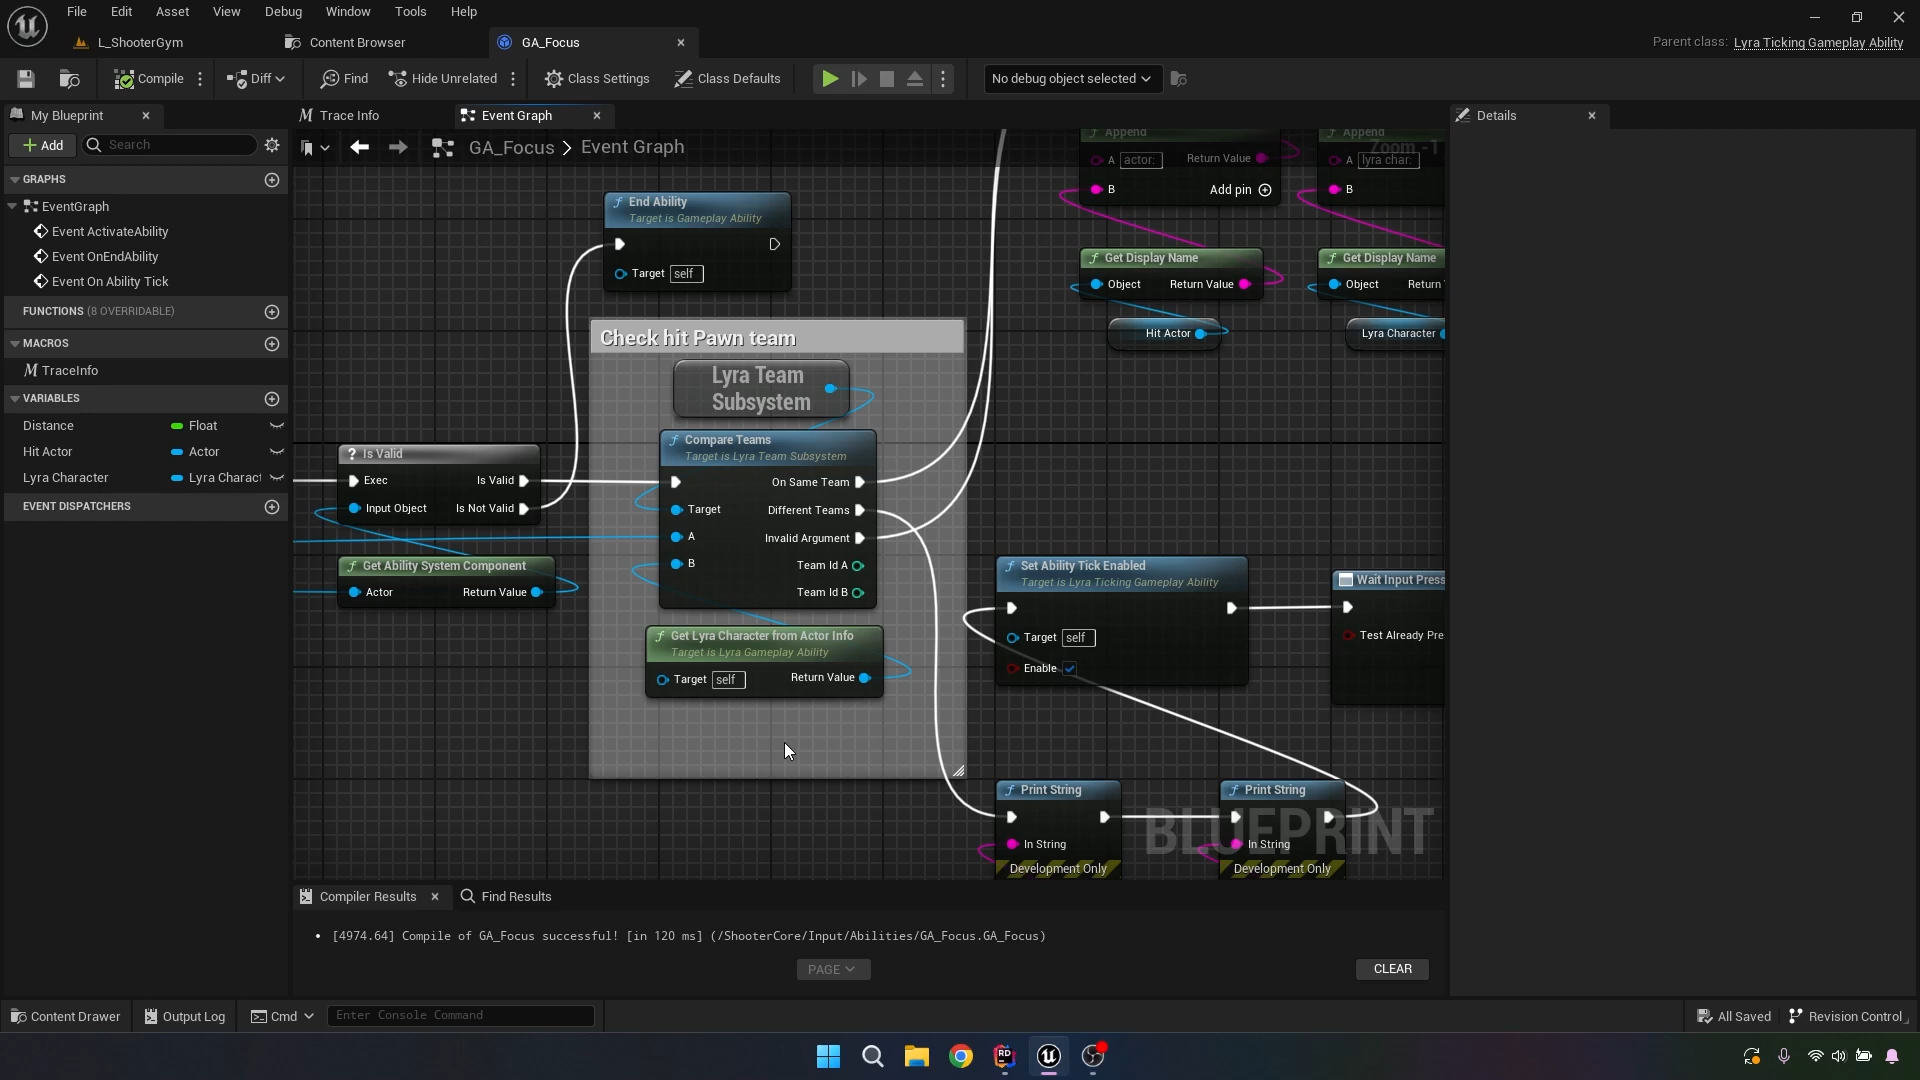 File Edit Asset View Debug Window Tools Help
L_ShooterGym
Content Browser
GA_Focus
Parent class: Lyra Ticking Gameplay Ability
Compile
Diff
Find
Hide Unrelated
Class Settings
Class Defaults
No debug object selected
My Blueprint
Trace Info
Event Graph
Details
Add
Search
GA_Focus > Event Graph
Zoom -1
GRAPHS
EventGraph
Event ActivateAbility
Event OnEndAbility
Event On Ability Tick
FUNCTIONS (8 OVERRIDABLE)
MACROS
TraceInfo
VARIABLES
Distance Float
Hit Actor Actor
Lyra Character Lyra Charact
EVENT DISPATCHERS
Append
A actor: Return Value
B Add pin
Append
A lyra char:
B
End Ability
Target is Gameplay Ability
Target self
Get Display Name
Object Return Value
Get Display Name
Object Return
Hit Actor
Lyra Character
Check hit Pawn team
Lyra Team
Subsystem
Compare Teams
Target is Lyra Team Subsystem
On Same Team
Target Different Teams
A Invalid Argument
B Team Id A
Team Id B
Is Valid
Exec Is Valid
Input Object Is Not Valid
Get Ability System Component
Actor Return Value
Get Lyra Character from Actor Info
Target is Lyra Gameplay Ability
Target self Return Value
Set Ability Tick Enabled
Target is Lyra Ticking Gameplay Ability
Target self
Enable
Wait Input Press
Test Already Pre
Print String
In String
Development Only
Print String
In String
Development Only
BLUEPRINT
Compiler Results
Find Results
[4974.64] Compile of GA_Focus successful! [in 120 ms] (/ShooterCore/Input/Abilities/GA_Focus.GA_Focus)
PAGE
CLEAR
Content Drawer
Output Log
Cmd
Enter Console Command
All Saved
Revision Control
RD